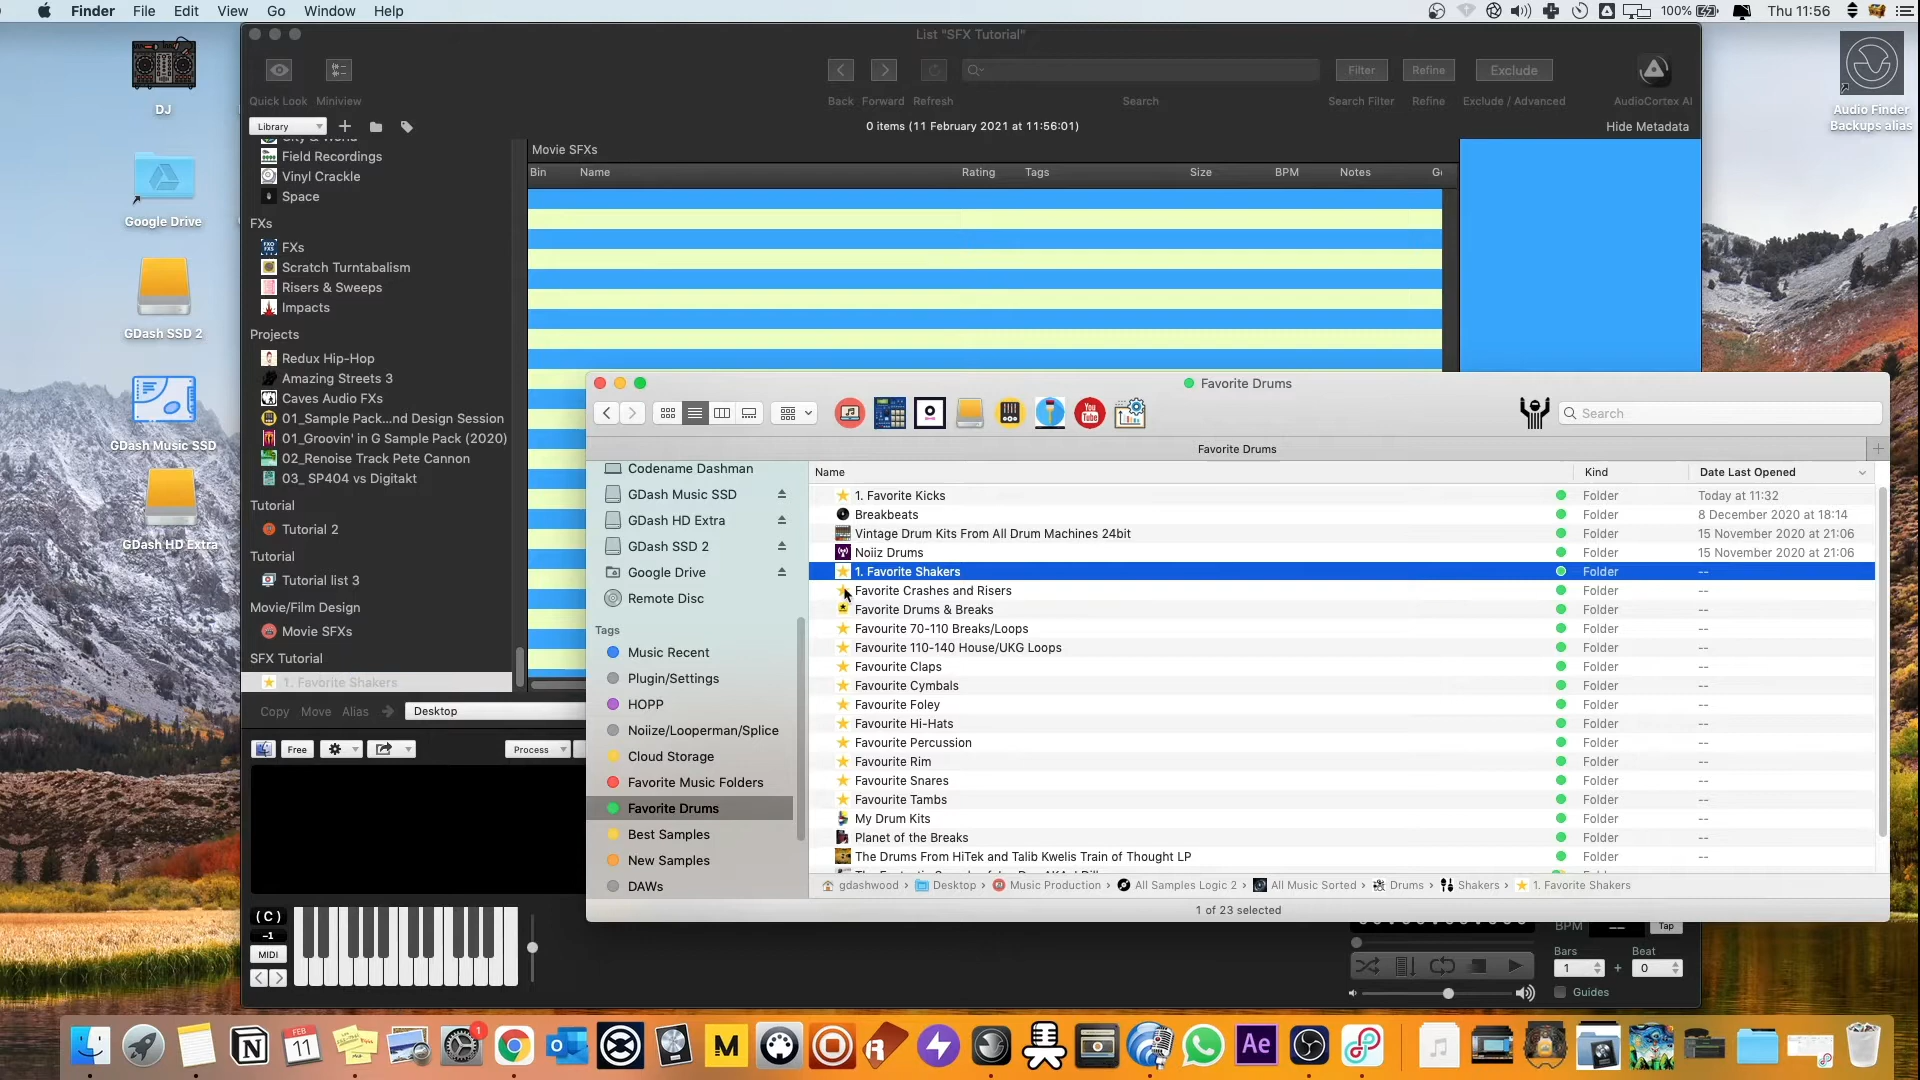 Finder File Edit View Go Window Help
100% Thu 11:56
List "SFX Tutorial"
Filter Refine Exclude
Quick Look Miniview Back Forward Refresh Search Search Filter Refine Exclude / Advanced AudioCortex AI
Library 0 items (11 February 2021 at 11:56:01) Hide Metadata
Movie SFXs
Bin Name Rating Tags Size BPM Notes
Field Recordings
Vinyl Crackle
Space
FXs
FXs
Scratch Turntabalism
Risers & Sweeps
Impacts
Projects
Redux Hip-Hop
Amazing Streets 3
Caves Audio FXs
01_Sample Pack...nd Design Session
01_Groovin' in G Sample Pack (2020)
02_Renoise Track Pete Cannon
03_ SP404 vs Digitakt
Tutorial
Tutorial 2
Tutorial
Tutorial list 3
Movie/Film Design
Movie SFXs
SFX Tutorial
1. Favorite Shakers
Copy Move Alias Desktop
Free Process
(C)
-1
MIDI
DJ
Google Drive
GDash SSD 2
GDash Music SSD
GDash HD Extra
Audio Finder
Backups alias
Favorite Drums
Search
Favorite Drums
Codename Dashman
GDash Music SSD
GDash HD Extra
GDash SSD 2
Google Drive
Remote Disc
Tags
Music Recent
Plugin/Settings
HOPP
Noiize/Looperman/Splice
Cloud Storage
Favorite Music Folders
Favorite Drums
Best Samples
New Samples
DAWs
Name Kind Date Last Opened
1. Favorite Kicks Folder Today at 11:32
Breakbeats Folder 8 December 2020 at 18:14
Vintage Drum Kits From All Drum Machines 24bit Folder 15 November 2020 at 21:06
Noiiz Drums Folder 15 November 2020 at 21:06
1. Favorite Shakers Folder --
Favorite Crashes and Risers Folder --
Favorite Drums & Breaks Folder --
Favourite 70-110 Breaks/Loops Folder --
Favourite 110-140 House/UKG Loops Folder --
Favourite Claps Folder --
Favourite Cymbals Folder --
Favourite Foley Folder --
Favourite Hi-Hats Folder --
Favourite Percussion Folder --
Favourite Rim Folder --
Favourite Snares Folder --
Favourite Tambs Folder --
My Drum Kits Folder --
Planet of the Breaks Folder --
The Drums From HiTek and Talib Kwelis Train of Thought LP Folder --
gdashwood › Desktop › Music Production › All Samples Logic 2 › All Music Sorted › Drums › Shakers › 1. Favorite Shakers
1 of 23 selected
BPM -- Tap
Bars Beat
1 + 0
Guides
FEB
11
1
M
Ae